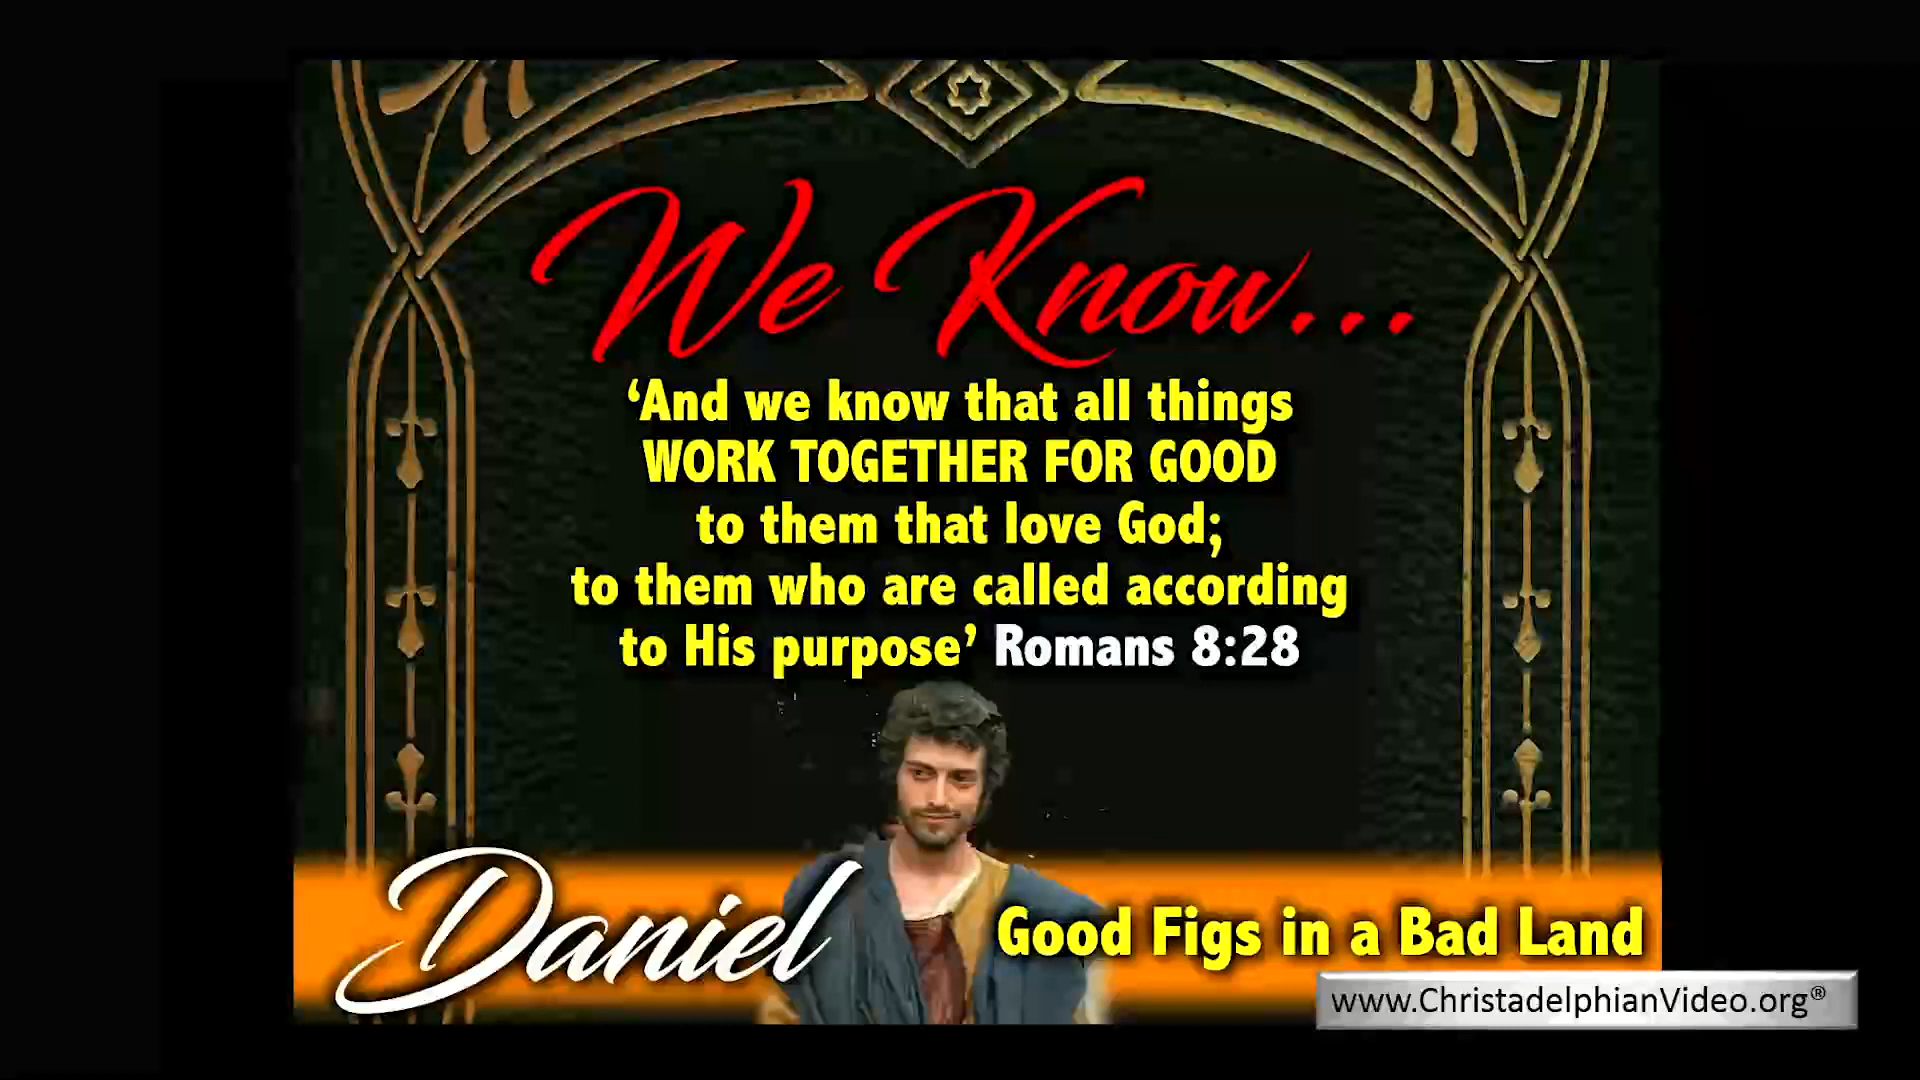 We Know...
‘And we know that all things
WORK TOGETHER FOR GOOD
to them that love God;
to them who are called according
to His purpose’ Romans 8:28
Daniel
Good Figs in a Bad Land
www.ChristadelphianVideo.org®